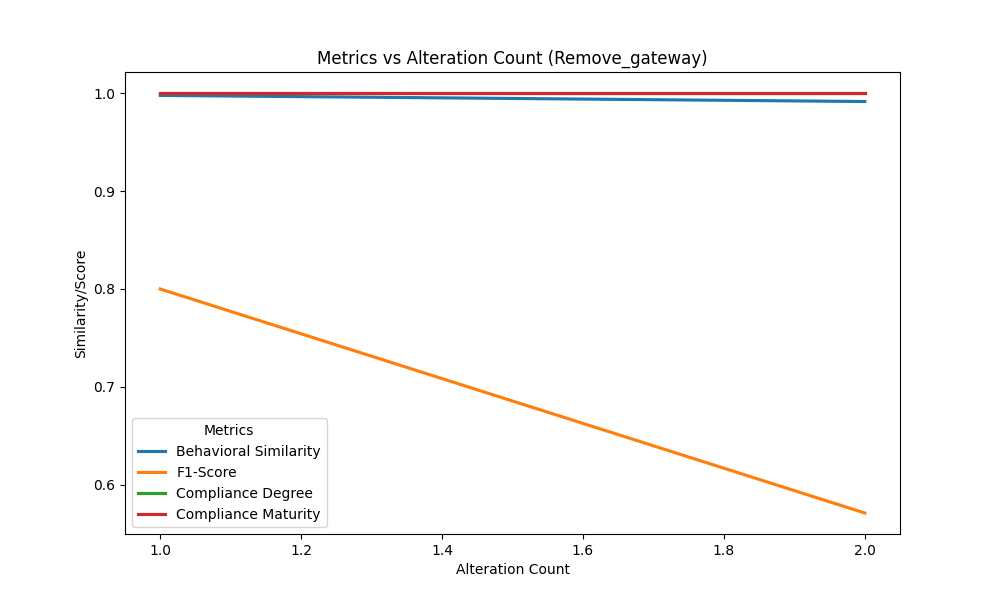 Metrics vs Alteration Count (Remove_gateway)
Similarity/Score
1.0
0.9
0.8
0.7
0.6
Metrics
Behavioral Similarity
F1-Score
Compliance Degree
Compliance Maturity
1.0 1.2 1.4 1.6 1.8 2.0
Alteration Count